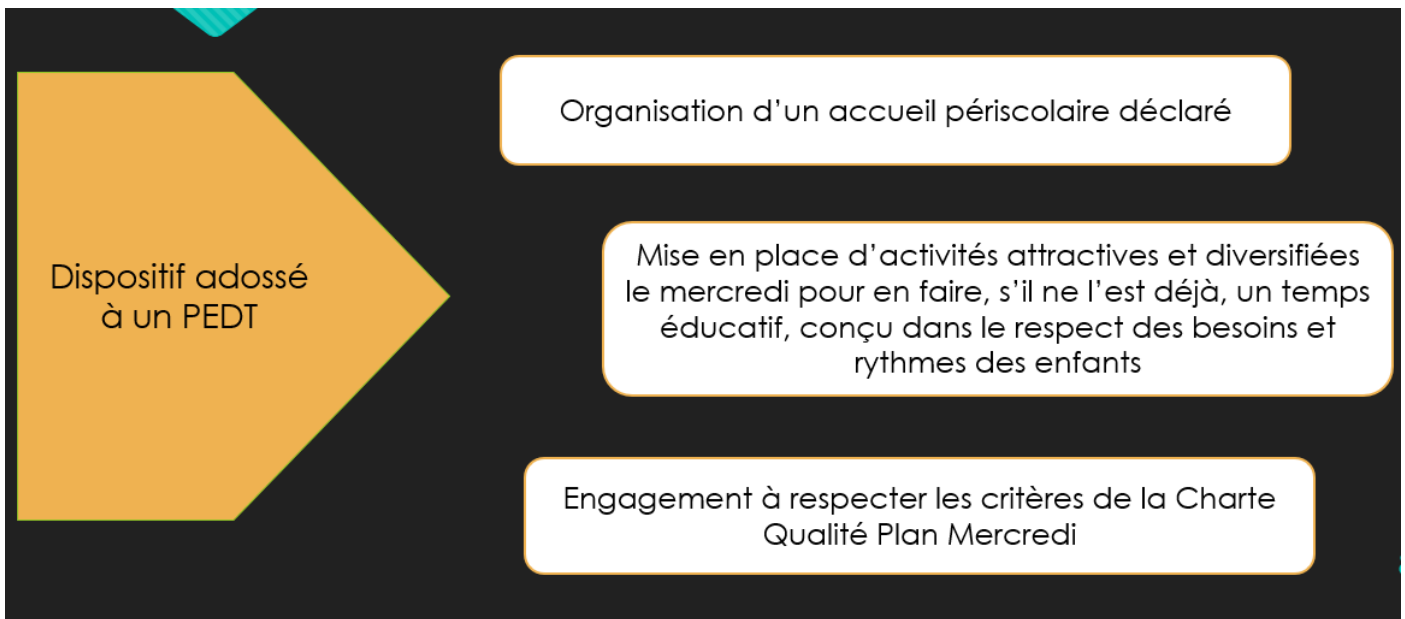 Organisation d’un accueil périscolaire déclaré
Dispositif adossé
à un PEDT
Mise en place d’activités attractives et diversifiées
le mercredi pour en faire, s’il ne l’est déjà, un temps
éducatif, conçu dans le respect des besoins et
rythmes des enfants
Engagement à respecter les critères de la Charte
Qualité Plan Mercredi